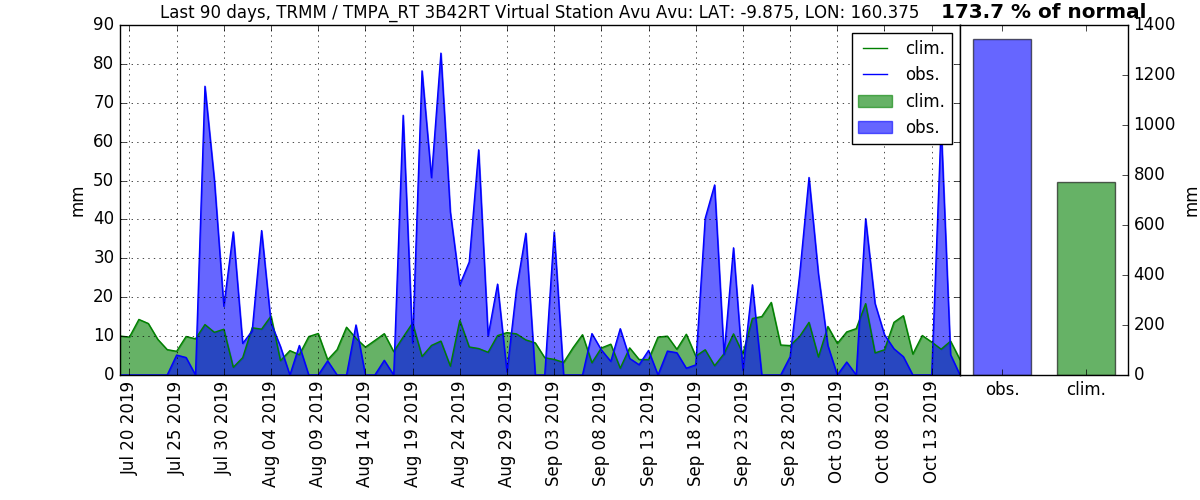 Last 90 days, TRMM / TMPA_RT 3B42RT Virtual Station Avu Avu: LAT: -9.875, LON: 160.375
173.7 % of normal
90
80
70
60
50
40
30
20
10
0
mm
clim.
obs.
clim.
obs.
1400
1200
1000
800
600
400
200
0
mm
Jul 20 2019
Jul 25 2019
Jul 30 2019
Aug 04 2019
Aug 09 2019
Aug 14 2019
Aug 19 2019
Aug 24 2019
Aug 29 2019
Sep 03 2019
Sep 08 2019
Sep 13 2019
Sep 18 2019
Sep 23 2019
Sep 28 2019
Oct 03 2019
Oct 08 2019
Oct 13 2019
obs.
clim.